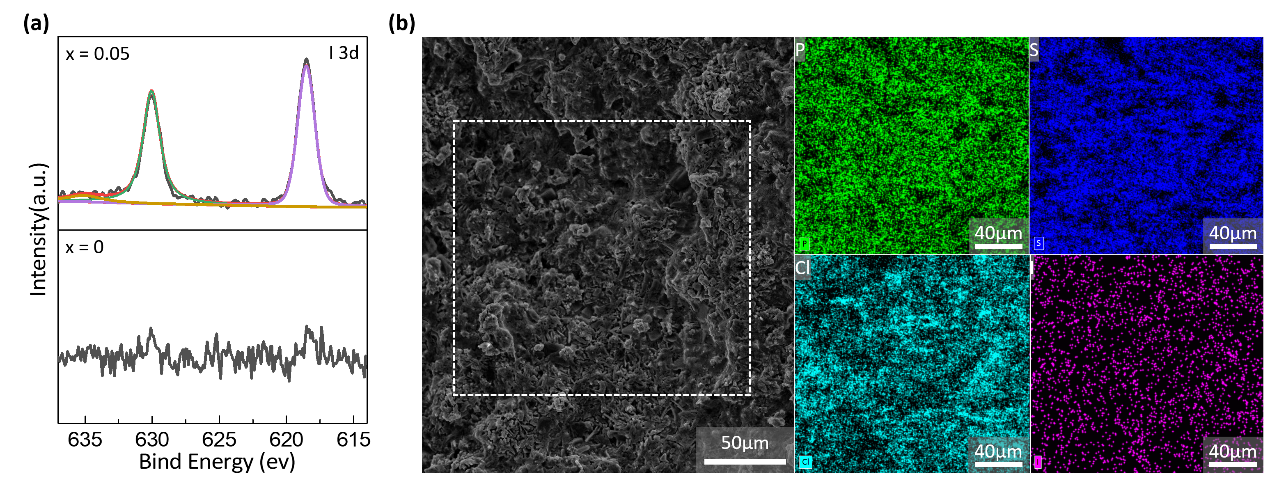 (a)
(b)
x = 0.05
I 3d
x = 0
Intensity(a.u.)
635
630
625
620
615
Bind Energy (ev)
50μm
P
40μm
S
S
40μm
Cl
Cl
40μm
I
40μm